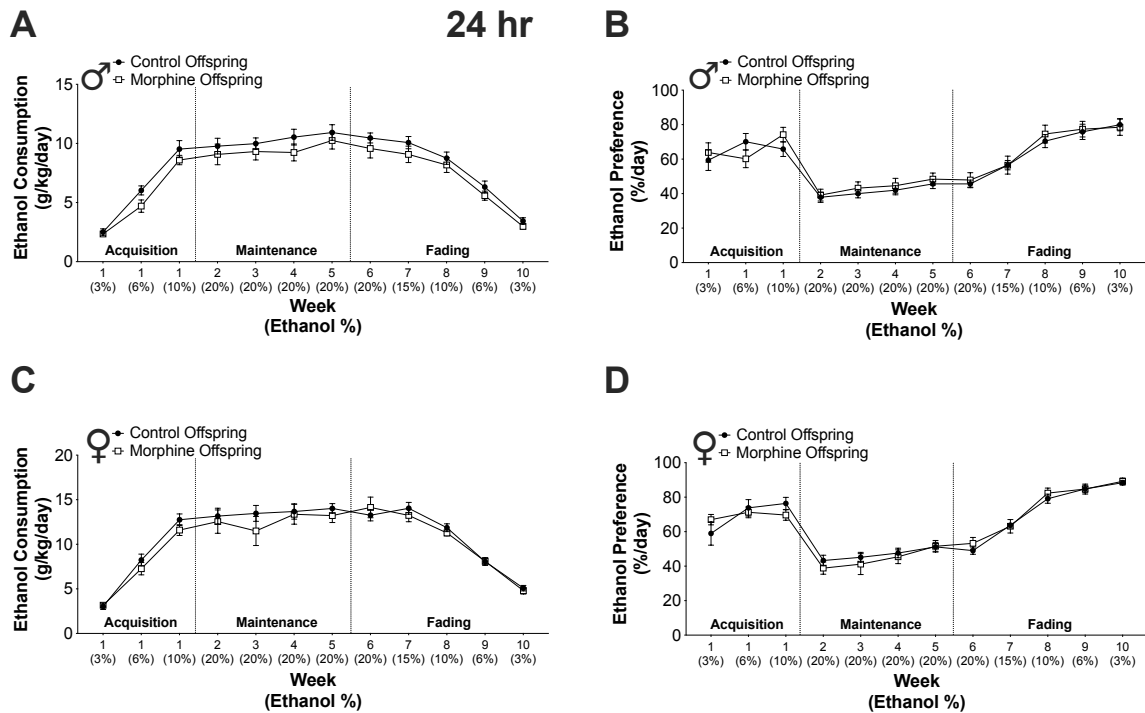 A
24 hr
♂
Control Offspring
Morphine Offspring
Ethanol Consumption
(g/kg/day)
15
10
5
0
Acquisition Maintenance Fading
1 1 1 2 3 4 5 6 7 8 9 10
(3%) (6%) (10%) (20%) (20%) (20%) (20%) (20%) (15%) (10%) (6%) (3%)
Week
(Ethanol %)
B
♂
Control Offspring
Morphine Offspring
Ethanol Preference
(%/day)
100
80
60
40
20
0
Acquisition Maintenance Fading
1 1 1 2 3 4 5 6 7 8 9 10
(3%) (6%) (10%) (20%) (20%) (20%) (20%) (20%) (15%) (10%) (6%) (3%)
Week
(Ethanol %)
C
♀
Control Offspring
Morphine Offspring
Ethanol Consumption
(g/kg/day)
20
15
10
5
0
Acquisition Maintenance Fading
1 1 1 2 3 4 5 6 7 8 9 10
(3%) (6%) (10%) (20%) (20%) (20%) (20%) (20%) (15%) (10%) (6%) (3%)
Week
(Ethanol %)
D
♀
Control Offspring
Morphine Offspring
Ethanol Preference
(%/day)
100
80
60
40
20
0
Acquisition Maintenance Fading
1 1 1 2 3 4 5 6 7 8 9 10
(3%) (6%) (10%) (20%) (20%) (20%) (20%) (20%) (15%) (10%) (6%) (3%)
Week
(Ethanol %)